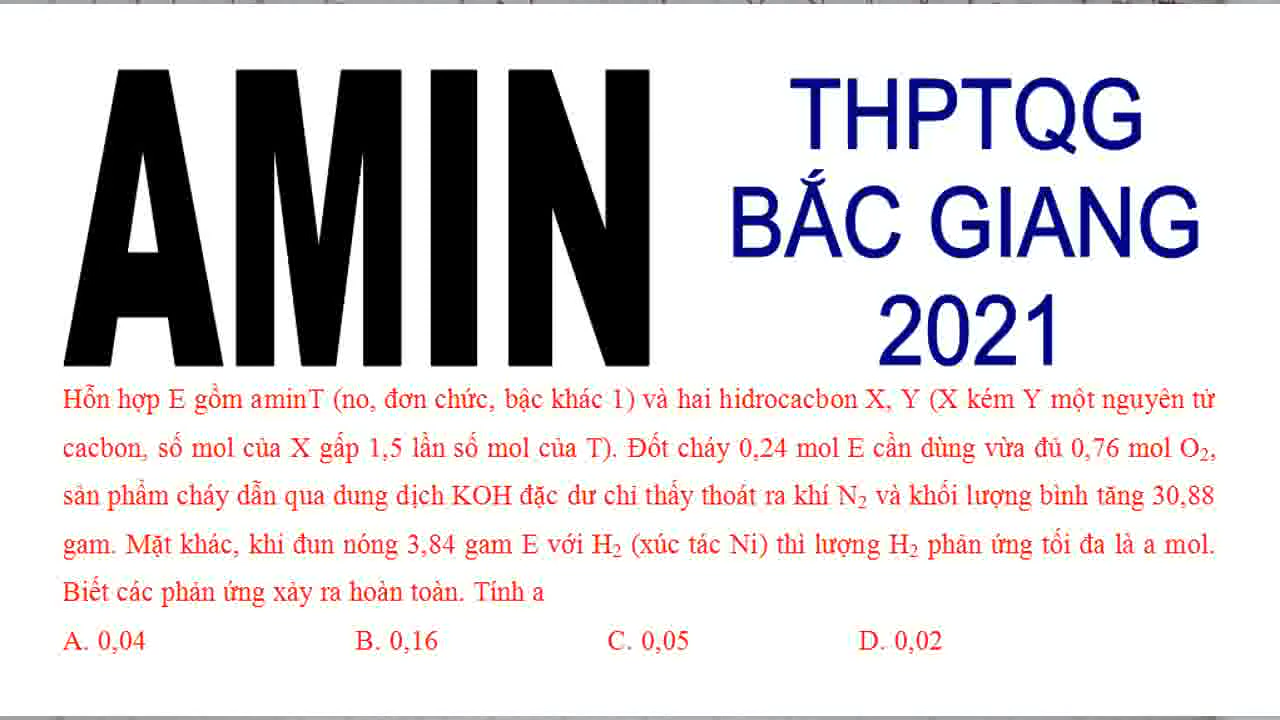 AMIN
THPTQG
BẮC GIANG
2021
Hỗn hợp E gồm aminT (no, đơn chức, bậc khác 1) và hai hidrocacbon X, Y (X kém Y một nguyên tử
cacbon, số mol của X gấp 1,5 lần số mol của T). Đốt cháy 0,24 mol E cần dùng vừa đủ 0,76 mol O₂,
sản phẩm cháy dẫn qua dung dịch KOH đặc dư chỉ thấy thoát ra khí N₂ và khối lượng bình tăng 30,88
gam. Mặt khác, khi đun nóng 3,84 gam E với H₂ (xúc tác Ni) thì lượng H₂ phản ứng tối đa là a mol.
Biết các phản ứng xảy ra hoàn toàn. Tính a
A. 0,04 B. 0,16 C. 0,05 D. 0,02